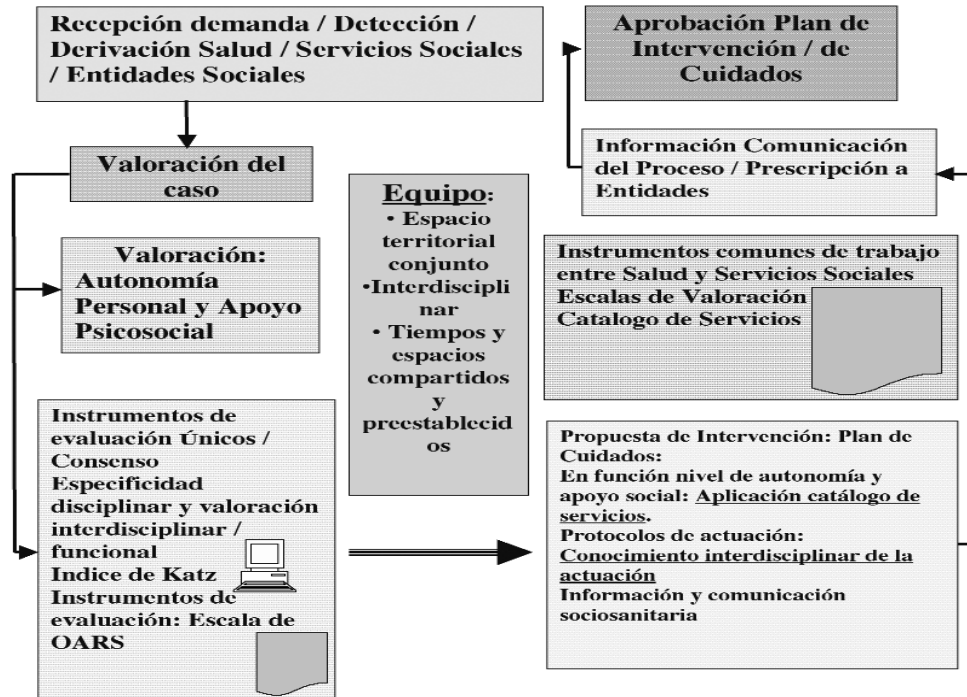 Recepción demanda / Detección /
Derivación Salud / Servicios Sociales
/ Entidades Sociales
Valoración del
caso
Valoración:
Autonomía
Personal y Apoyo
Psicosocial
Instrumentos de
evaluación Únicos /
Consenso
Especificidad
disciplinar y valoración
interdisciplinar /
funcional
Indice de Katz
Instrumentos de
evaluación: Escala de
OARS
Equipo:
• Espacio
territorial
conjunto
•Interdisciplin
ar
• Tiempos y
espacios
compartidos
y
preestablecid
os
Aprobación Plan de
Intervención / de
Cuidados
Información Comunicación
del Proceso / Prescripción a
Entidades
Instrumentos comunes de trabajo
entre Salud y Servicios Sociales
Escalas de Valoración
Catalogo de Servicios
Propuesta de Intervención: Plan de
Cuidados:
En función nivel de autonomía y
apoyo social: Aplicación catálogo de
servicios.
Protocolos de actuación:
Conocimiento interdisciplinar de la
actuación
Información y comunicación
sociosanitaria